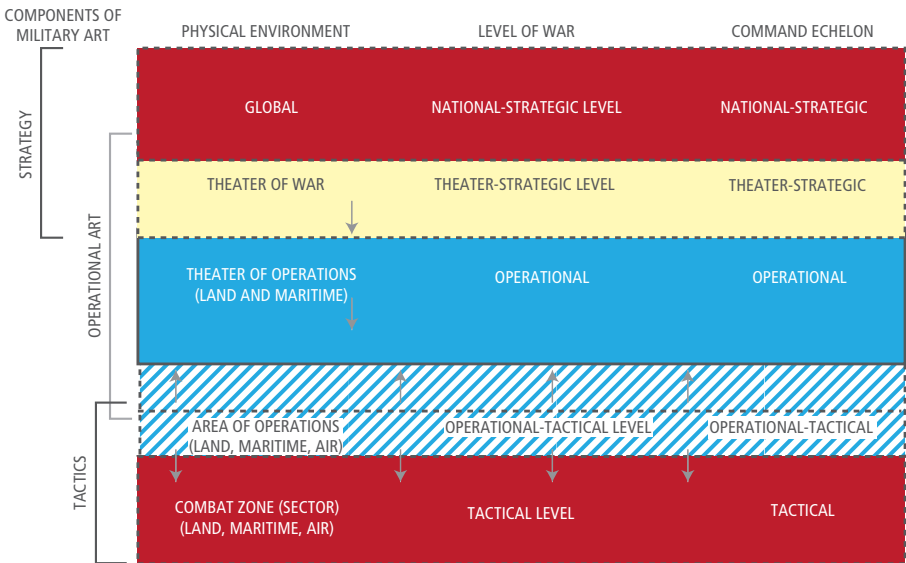 COMPONENTS OF
MILITARY ART
PHYSICAL ENVIRONMENT
LEVEL OF WAR
COMMAND ECHELON
STRATEGY
OPERATIONAL ART
TACTICS
GLOBAL
NATIONAL-STRATEGIC LEVEL
NATIONAL-STRATEGIC
THEATER OF WAR
THEATER-STRATEGIC LEVEL
THEATER-STRATEGIC
THEATER OF OPERATIONS
(LAND AND MARITIME)
OPERATIONAL
OPERATIONAL
AREA OF OPERATIONS
(LAND, MARITIME, AIR)
OPERATIONAL-TACTICAL LEVEL
OPERATIONAL-TACTICAL
COMBAT ZONE (SECTOR)
(LAND, MARITIME, AIR)
TACTICAL LEVEL
TACTICAL